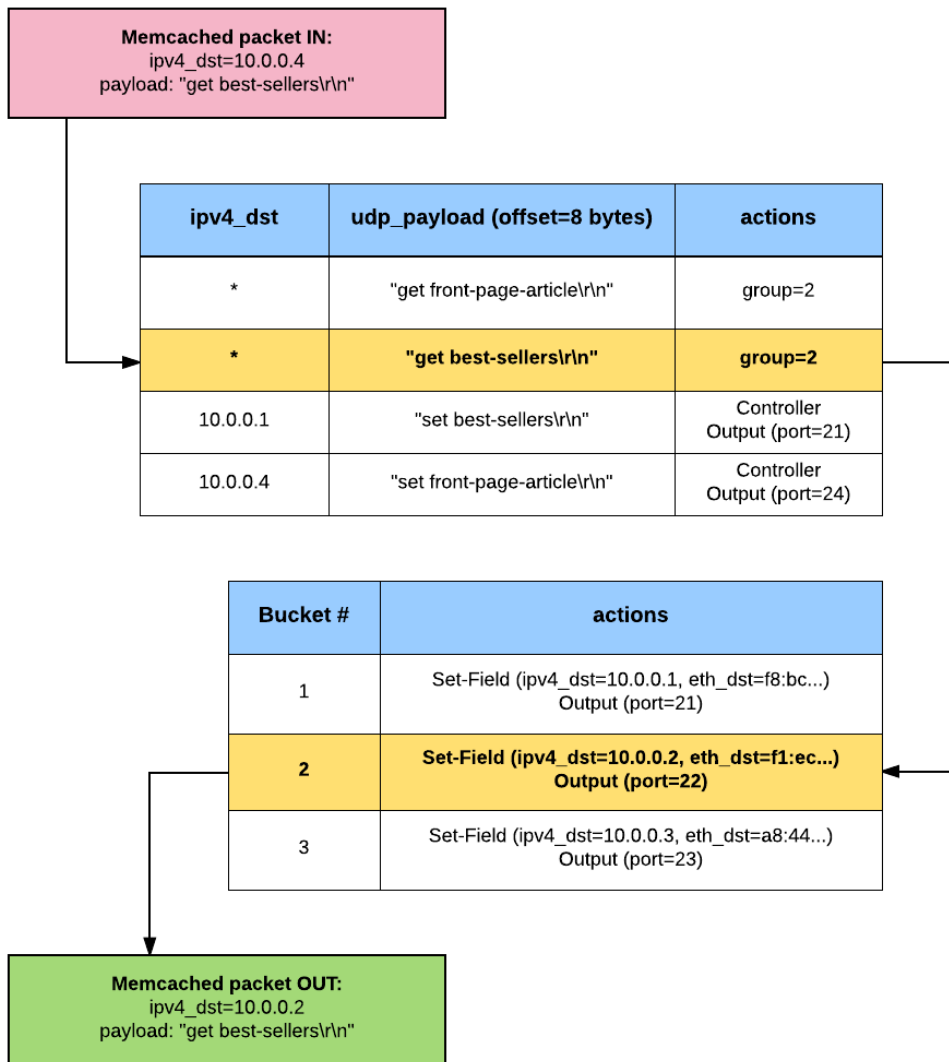 Memcached packet IN:
ipv4_dst=10.0.0.4
payload: "get best-sellers\r\n"
ipv4_dst
udp_payload (offset=8 bytes)
actions
*
"get front-page-article\r\n"
group=2
*
"get best-sellers\r\n"
group=2
10.0.0.1
"set best-sellers\r\n"
Controller
Output (port=21)
10.0.0.4
"set front-page-article\r\n"
Controller
Output (port=24)
Bucket #
actions
1
Set-Field (ipv4_dst=10.0.0.1, eth_dst=f8:bc...)
Output (port=21)
2
Set-Field (ipv4_dst=10.0.0.2, eth_dst=f1:ec...)
Output (port=22)
3
Set-Field (ipv4_dst=10.0.0.3, eth_dst=a8:44...)
Output (port=23)
Memcached packet OUT:
ipv4_dst=10.0.0.2
payload: "get best-sellers\r\n"